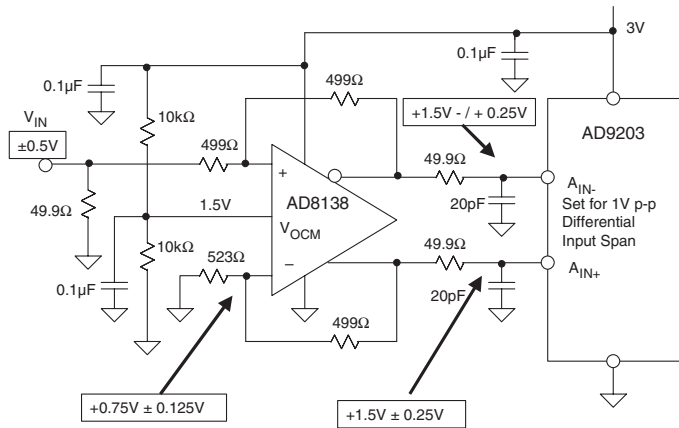 3V
0.1µF
0.1µF
499Ω
+1.5V - / + 0.25V
V_IN
10kΩ
AD9203
±0.5V
499Ω
49.9Ω
+
A_IN-
Set for 1V p-p
Differential
Input Span
AD8138
20pF
49.9Ω
1.5V
V_OCM
49.9Ω
10kΩ
523Ω
–
A_IN+
0.1µF
20pF
499Ω
+0.75V ± 0.125V
+1.5V ± 0.25V